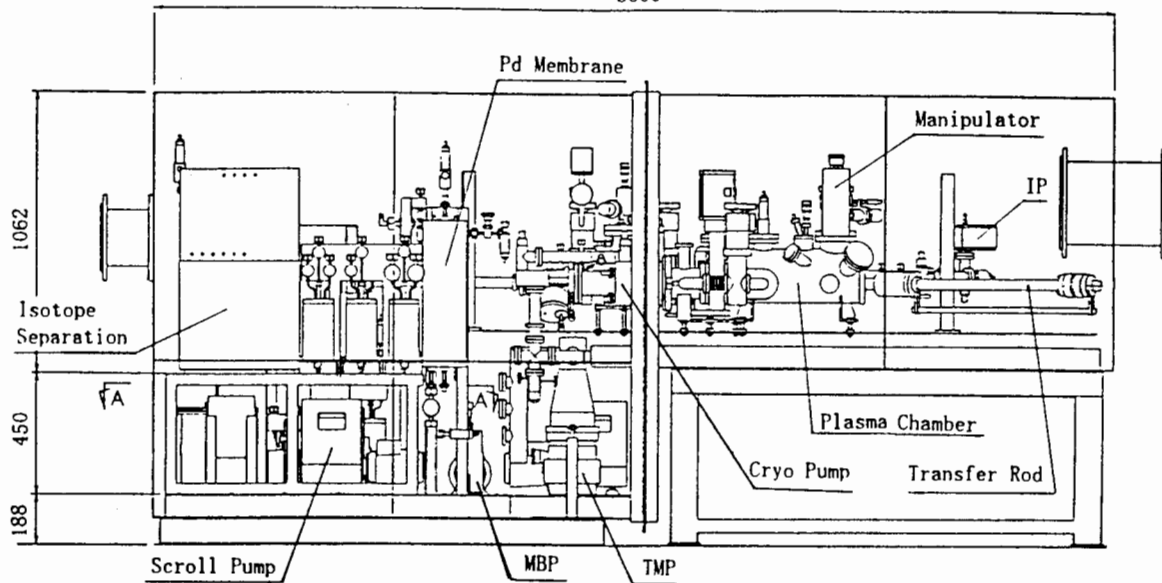 Pd Membrane
Manipulator
IP
1062
Isotope
Separation
A
A
450
Plasma Chamber
Cryo Pump
Transfer Rod
188
Scroll Pump
MBP
TMP